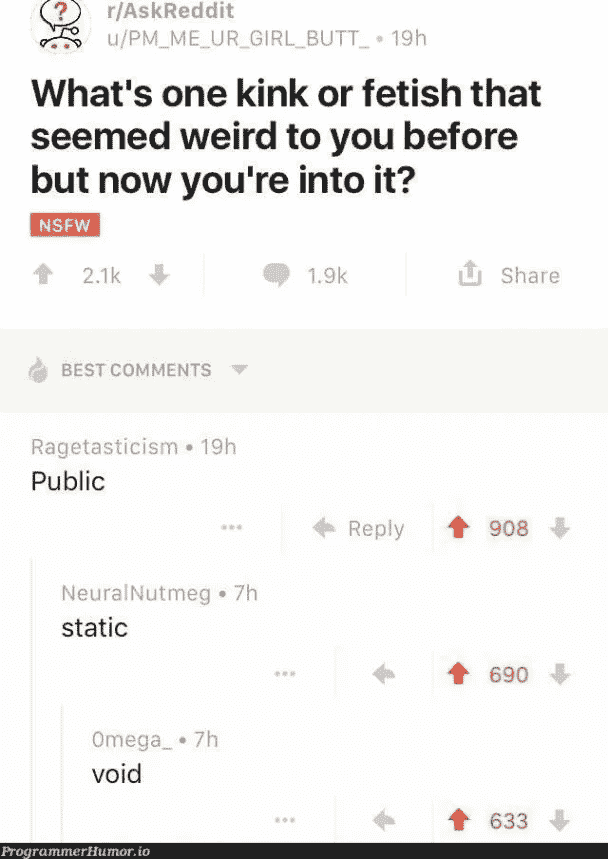 ?
r/AskReddit
u/PM_ME_UR_GIRL_BUTT_ • 19h
What's one kink or fetish that
seemed weird to you before
but now you're into it?
NSFW
2.1k
1.9k
Share
BEST COMMENTS
Ragetasticism • 19h
Public
••• Reply 908
NeuralNutmeg • 7h
static
••• 690
0mega_ • 7h
void
••• 633
ProgrammerHumor.io